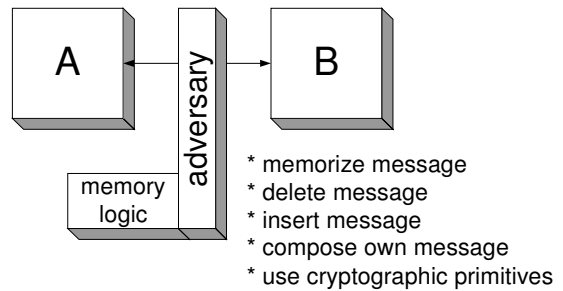 A
B
adversary
memory
logic
* memorize message
* delete message
* insert message
* compose own message
* use cryptographic primitives